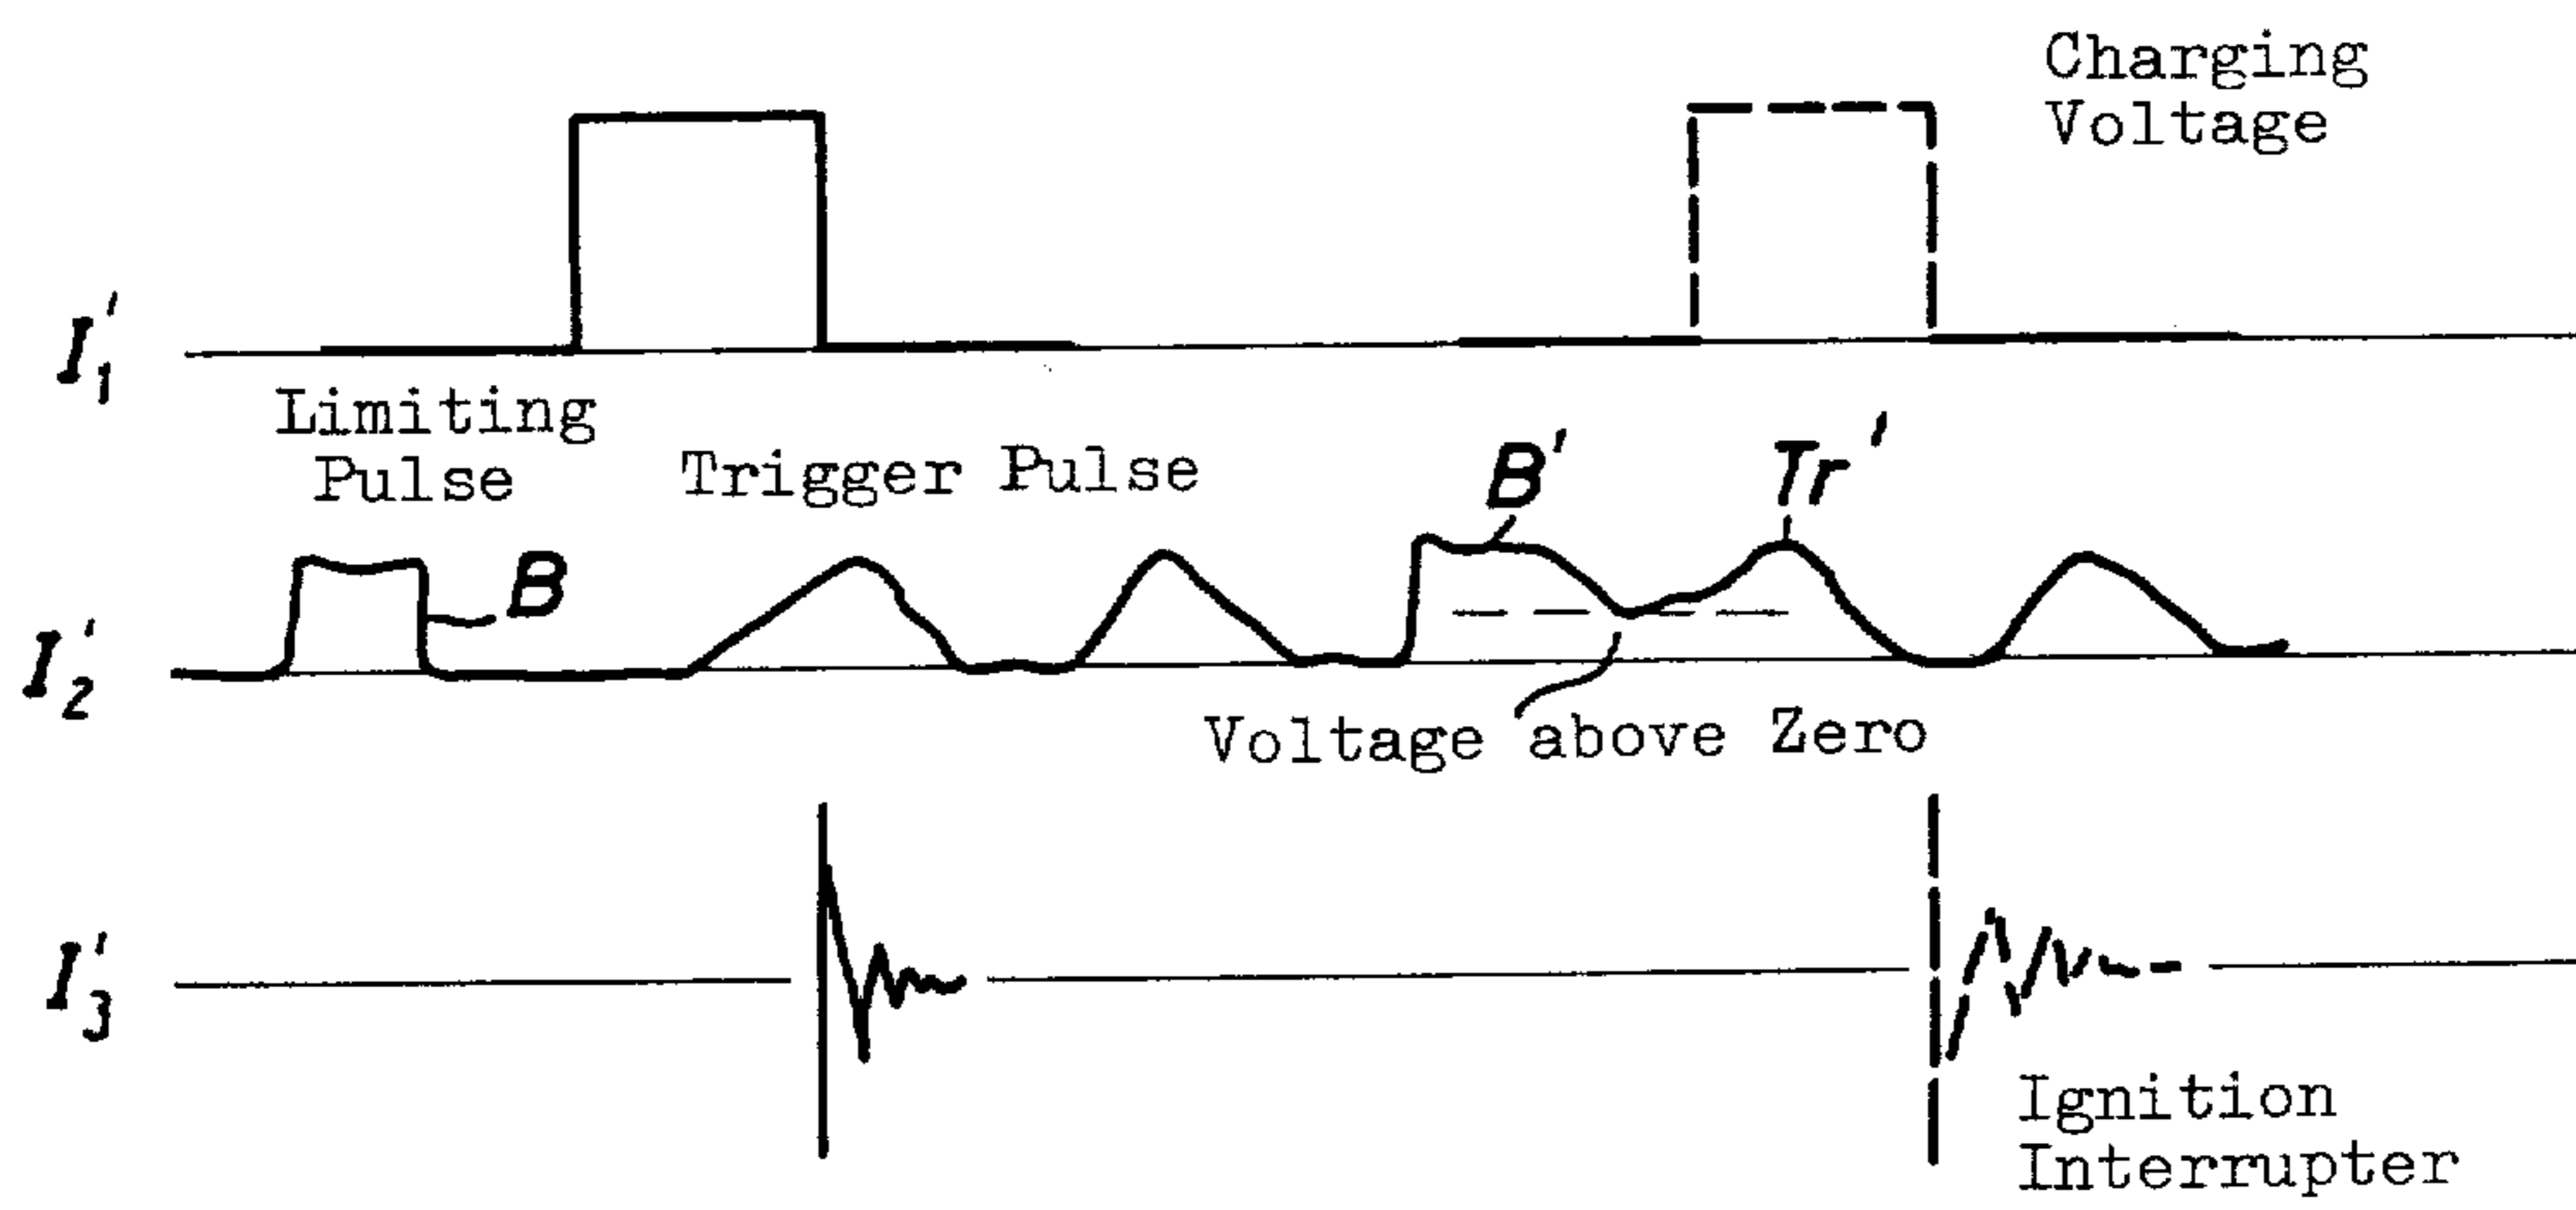 Charging
Voltage
I₁'
Limiting
Pulse
Trigger Pulse
B'
Tr'
B
I₂'
Voltage above Zero
I₃'
Ignition
Interrupter